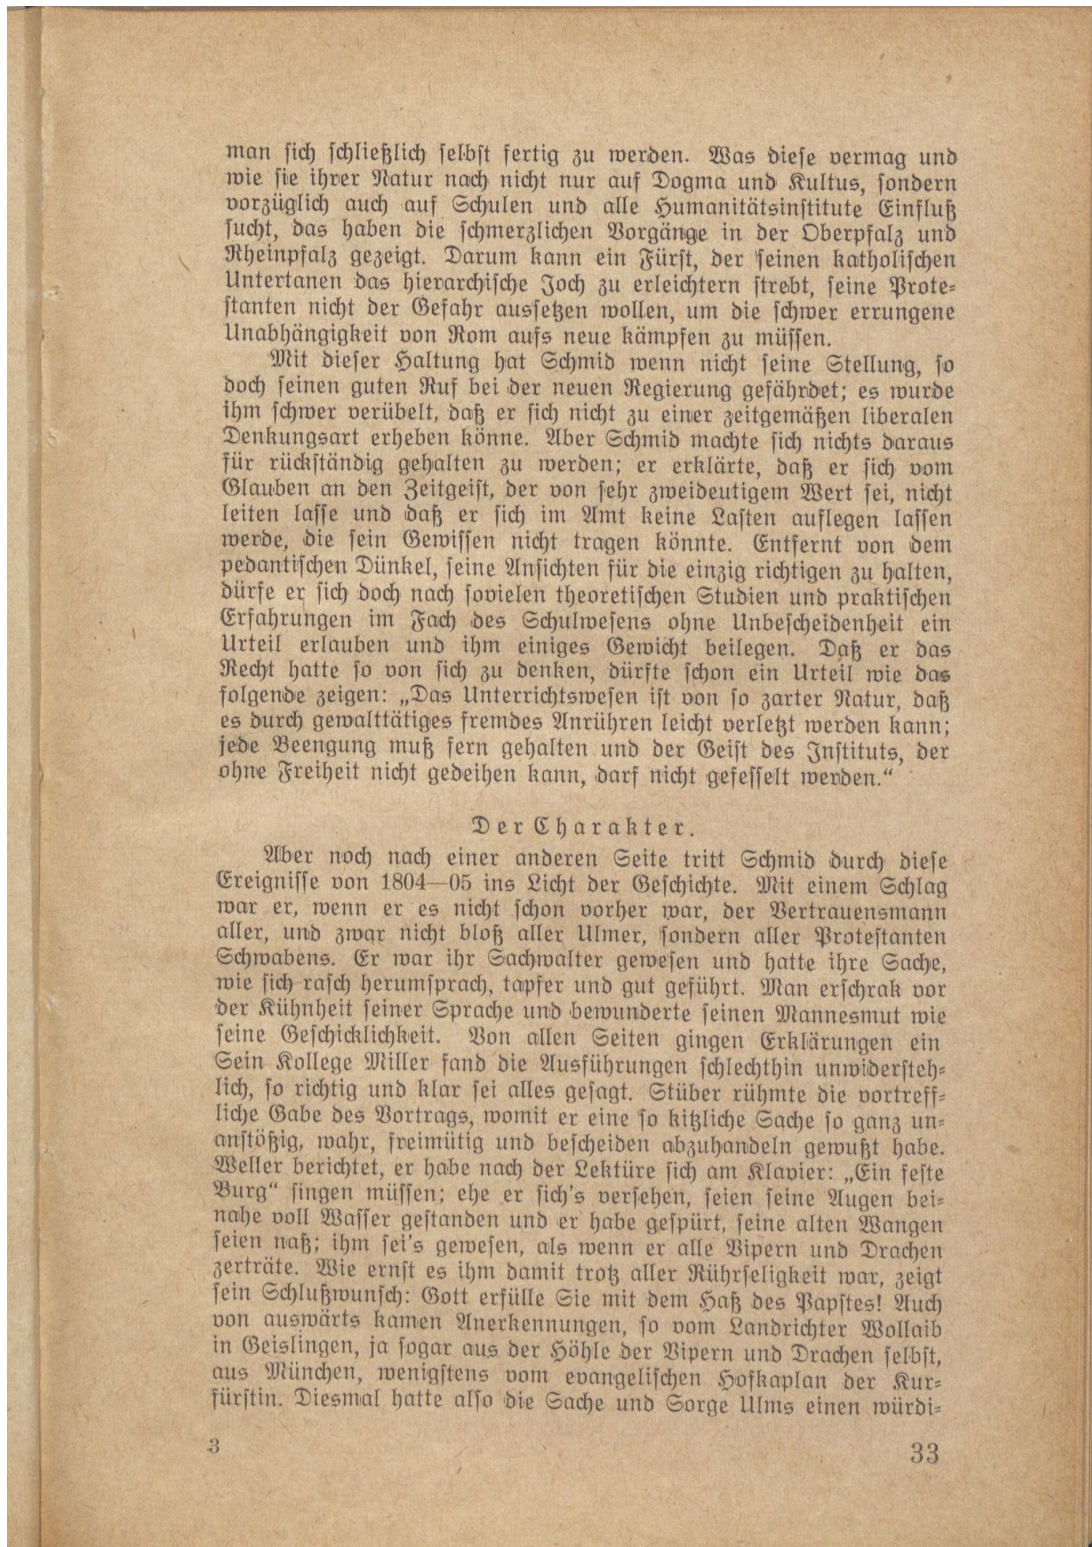 man sich schließlich selbst fertig zu werden. Was diese vermag und
wie sie ihrer Natur nach nicht nur auf Dogma und Kultus, sondern
vorzüglich auch auf Schulen und alle Humanitätsinstitute Einfluß
sucht, das haben die schmerzlichen Vorgänge in der Oberpfalz und
Rheinpfalz gezeigt. Darum kann ein Fürst, der seinen katholischen
Untertanen das hierarchische Joch zu erleichtern strebt, seine Prote-
stanten nicht der Gefahr aussetzen wollen, um die schwer errungene
Unabhängigkeit von Rom aufs neue kämpfen zu müssen.
Mit dieser Haltung hat Schmid wenn nicht seine Stellung, so
doch seinen guten Ruf bei der neuen Regierung gefährdet; es wurde
ihm schwer verübelt, daß er sich nicht zu einer zeitgemäßen liberalen
Denkungsart erheben könne. Aber Schmid machte sich nichts daraus
für rückständig gehalten zu werden; er erklärte, daß er sich vom
Glauben an den Zeitgeist, der von sehr zweideutigem Wert sei, nicht
leiten lasse und daß er sich im Amt keine Lasten auflegen lassen
werde, die sein Gewissen nicht tragen könnte. Entfernt von dem
pedantischen Dünkel, seine Ansichten für die einzig richtigen zu halten,
dürfe er sich doch nach sovielen theoretischen Studien und praktischen
Erfahrungen im Fach des Schulwesens ohne Unbescheidenheit ein
Urteil erlauben und ihm einiges Gewicht beilegen. Daß er das
Recht hatte so von sich zu denken, dürfte schon ein Urteil wie das
folgende zeigen: „Das Unterrichtswesen ist von so zarter Natur, daß
es durch gewalttätiges fremdes Anrühren leicht verletzt werden kann;
jede Beengung muß fern gehalten und der Geist des Instituts, der
ohne Freiheit nicht gedeihen kann, darf nicht gefesselt werden.“
Der Charakter.
Aber noch nach einer anderen Seite tritt Schmid durch diese
Ereignisse von 1804—05 ins Licht der Geschichte. Mit einem Schlag
war er, wenn er es nicht schon vorher war, der Vertrauensmann
aller, und zwar nicht bloß aller Ulmer, sondern aller Protestanten
Schwabens. Er war ihr Sachwalter gewesen und hatte ihre Sache,
wie sich rasch herumsprach, tapfer und gut geführt. Man erschrak vor
der Kühnheit seiner Sprache und bewunderte seinen Mannesmut wie
seine Geschicklichkeit. Von allen Seiten gingen Erklärungen ein
Sein Kollege Miller fand die Ausführungen schlechthin unwidersteh-
lich, so richtig und klar sei alles gesagt. Stüber rühmte die vortreff-
liche Gabe des Vortrags, womit er eine so kitzliche Sache so ganz un-
anstößig, wahr, freimütig und bescheiden abzuhandeln gewußt habe.
Weller berichtet, er habe nach der Lektüre sich am Klavier: „Ein feste
Burg“ singen müssen; ehe er sich's versehen, seien seine Augen bei-
nahe voll Wasser gestanden und er habe gespürt, seine alten Wangen
seien naß; ihm sei's gewesen, als wenn er alle Vipern und Drachen
zerträte. Wie ernst es ihm damit trotz aller Rührseligkeit war, zeigt
sein Schlußwunsch: Gott erfülle Sie mit dem Haß des Papstes! Auch
von auswärts kamen Anerkennungen, so vom Landrichter Wollaib
in Geislingen, ja sogar aus der Höhle der Vipern und Drachen selbst,
aus München, wenigstens vom evangelischen Hofkaplan der Kur-
fürstin. Diesmal hatte also die Sache und Sorge Ulms einen würdi-
3
33